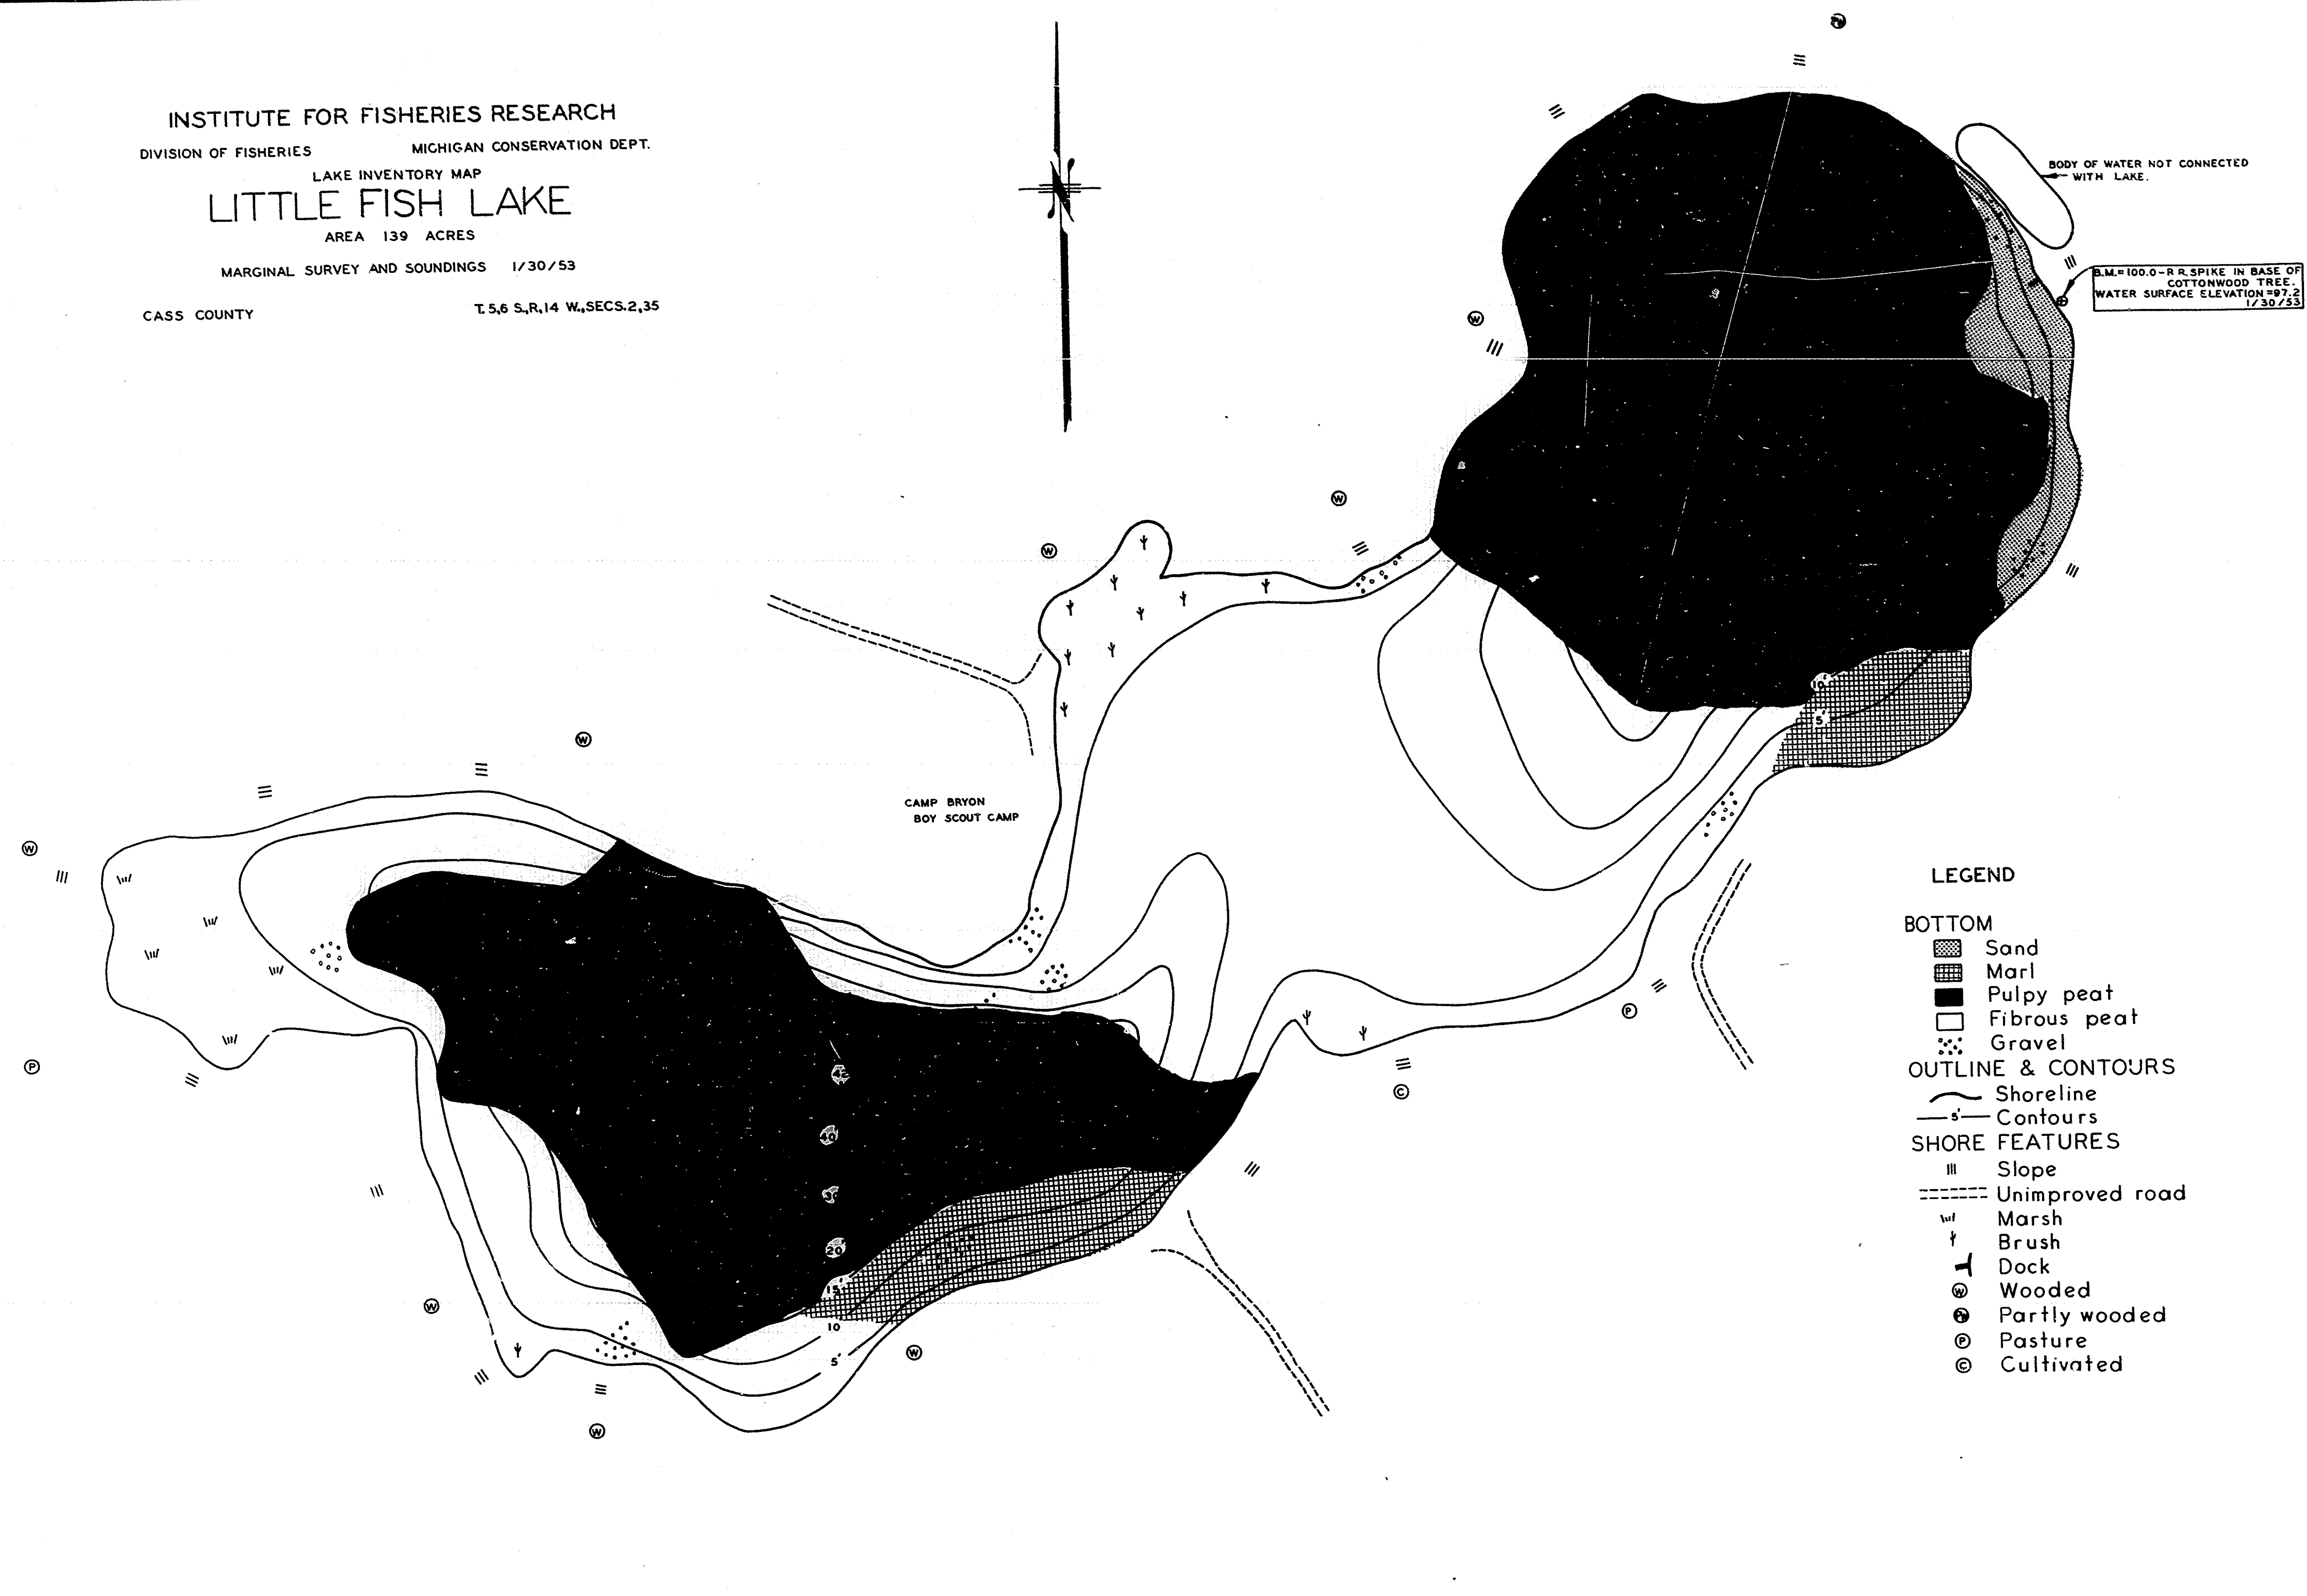 INSTITUTE FOR FISHERIES RESEARCH
DIVISION OF FISHERIES MICHIGAN CONSERVATION DEPT.
LAKE INVENTORY MAP
LITTLE FISH LAKE
AREA 139 ACRES
MARGINAL SURVEY AND SOUNDINGS 1/30/53
CASS COUNTY T. 5,6 S.,R,14 W.,SECS.2,35
N
PW
BODY OF WATER NOT CONNECTED
WITH LAKE.
B.M.=100.0-R R. SPIKE IN BASE OF
COTTONWOOD TREE.
WATER SURFACE ELEVATION=97.2
1/30/53
W
W
W
W
10'
5'
CAMP BRYON
BOY SCOUT CAMP
W
P
P
C
40
20
15'
10
5'
W
W
W
LEGEND
BOTTOM
Sand
Marl
Pulpy peat
Fibrous peat
Gravel
OUTLINE & CONTOURS
Shoreline
5' Contours
SHORE FEATURES
Slope
Unimproved road
Marsh
Brush
Dock
W Wooded
PW Partly wooded
P Pasture
C Cultivated